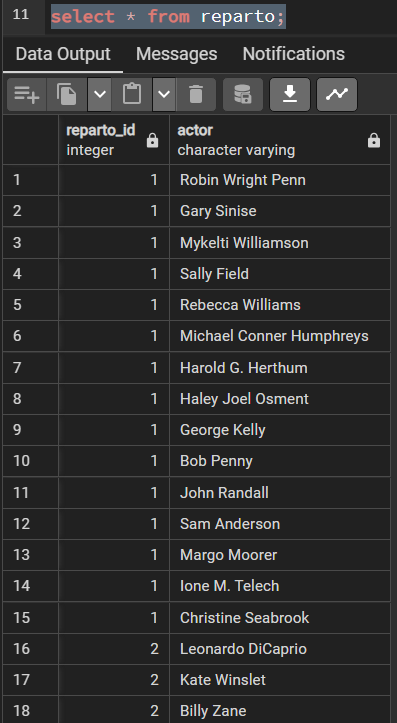 11 select * from reparto;
Data Output Messages Notifications
reparto_id integer actor character varying
1 1 Robin Wright Penn
2 1 Gary Sinise
3 1 Mykelti Williamson
4 1 Sally Field
5 1 Rebecca Williams
6 1 Michael Conner Humphreys
7 1 Harold G. Herthum
8 1 Haley Joel Osment
9 1 George Kelly
10 1 Bob Penny
11 1 John Randall
12 1 Sam Anderson
13 1 Margo Moorer
14 1 Ione M. Telech
15 1 Christine Seabrook
16 2 Leonardo DiCaprio
17 2 Kate Winslet
18 2 Billy Zane